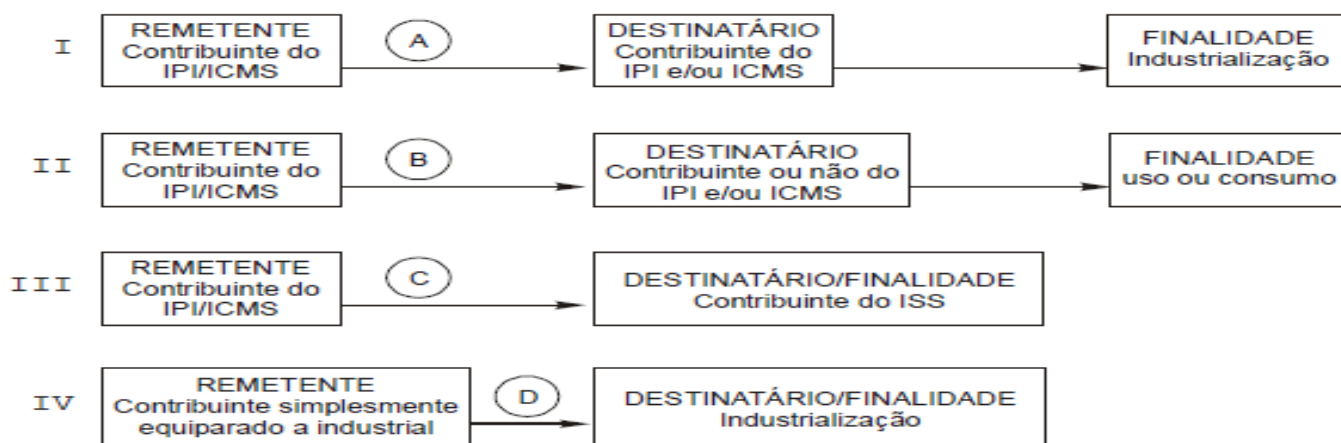 I
REMETENTE
Contribuinte do
IPI/ICMS
A
DESTINATÁRIO
Contribuinte do
IPI e/ou ICMS
FINALIDADE
Industrialização
II
REMETENTE
Contribuinte do
IPI/ICMS
B
DESTINATÁRIO
Contribuinte ou não do
IPI e/ou ICMS
FINALIDADE
uso ou consumo
III
REMETENTE
Contribuinte do
IPI/ICMS
C
DESTINATÁRIO/FINALIDADE
Contribuinte do ISS
IV
REMETENTE
Contribuinte simplesmente
equiparado a industrial
D
DESTINATÁRIO/FINALIDADE
Industrialização